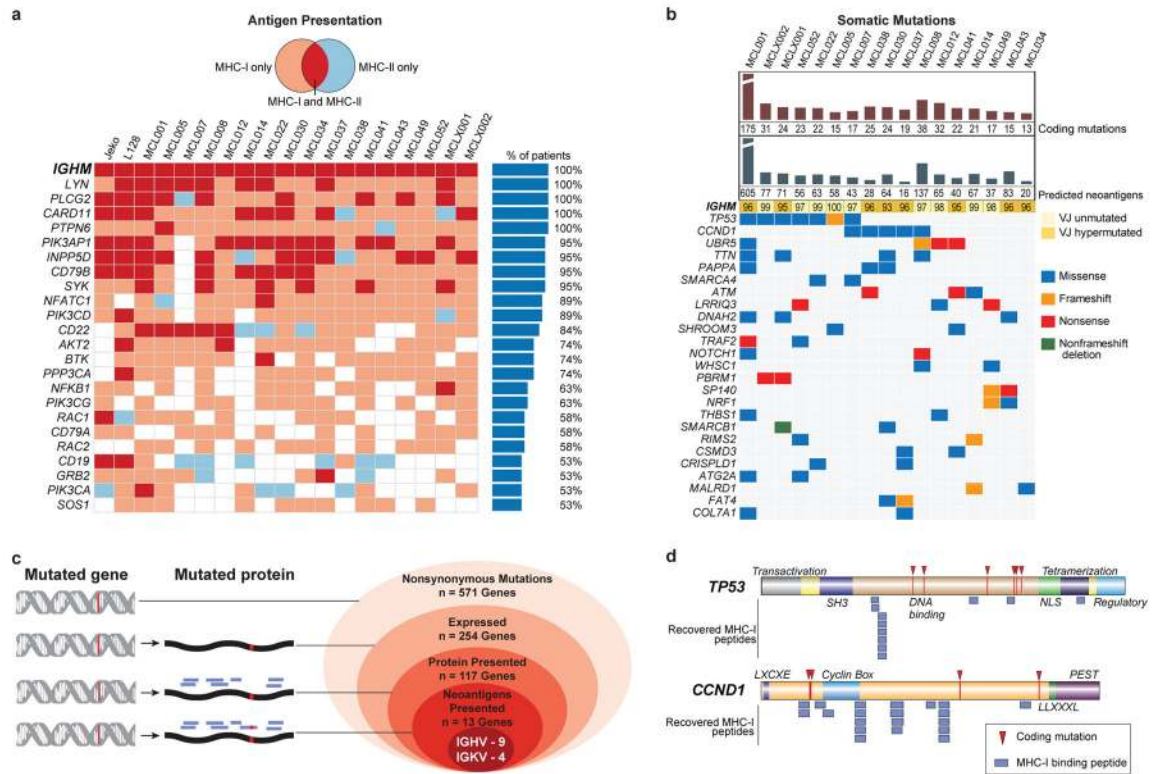 a
Antigen Presentation
MHC-I only
MHC-II only
MHC-I and MHC-II
Jeko
L128
MCL001
MCL005
MCL007
MCL008
MCL012
MCL014
MCL022
MCL030
MCL034
MCL037
MCL038
MCL041
MCL043
MCL049
MCL052
MCLX001
MCLX002
% of patients
IGHM 100%
LYN 100%
PLCG2 100%
CARD11 100%
PTPN6 100%
PIK3AP1 95%
INPP5D 95%
CD79B 95%
SYK 95%
NFATC1 89%
PIK3CD 89%
CD22 84%
AKT2 74%
BTK 74%
PPP3CA 74%
NFKB1 63%
PIK3CG 63%
RAC1 58%
CD79A 58%
RAC2 58%
CD19 53%
GRB2 53%
PIK3CA 53%
SOS1 53%
b
Somatic Mutations
MCL001
MCLX002
MCLX001
MCL052
MCL022
MCL005
MCL007
MCL038
MCL030
MCL037
MCL008
MCL012
MCL041
MCL014
MCL049
MCL043
MCL034
175 31 24 23 22 15 17 25 24 19 38 32 22 21 17 15 13 Coding mutations
605 77 71 56 63 58 43 28 64 16 137 65 40 67 37 83 20 Predicted neoantigens
IGHM 96 99 95 97 99 100 97 96 93 96 97 98 95 99 98 96 96
VJ unmutated
VJ hypermutated
TP53
CCND1
UBR5
TTN
PAPPA
SMARCA4
ATM
LRRIQ3
DNAH2
SHROOM3
TRAF2
NOTCH1
WHSC1
PBRM1
SP140
NRF1
THBS1
SMARCB1
RIMS2
CSMD3
CRISPLD1
ATG2A
MALRD1
FAT4
COL7A1
Missense
Frameshift
Nonsense
Nonframeshift
deletion
c
Mutated gene
Mutated protein
Nonsynonymous Mutations
n = 571 Genes
Expressed
n = 254 Genes
Protein Presented
n = 117 Genes
Neoantigens
Presented
n = 13 Genes
IGHV - 9
IGKV - 4
d
Transactivation
Tetramerization
TP53
SH3
DNA
binding
NLS
Regulatory
Recovered MHC-I
peptides
LXCXE
Cyclin Box
PEST
CCND1
LLXXXL
Recovered MHC-I
peptides
Coding mutation
MHC-I binding peptide